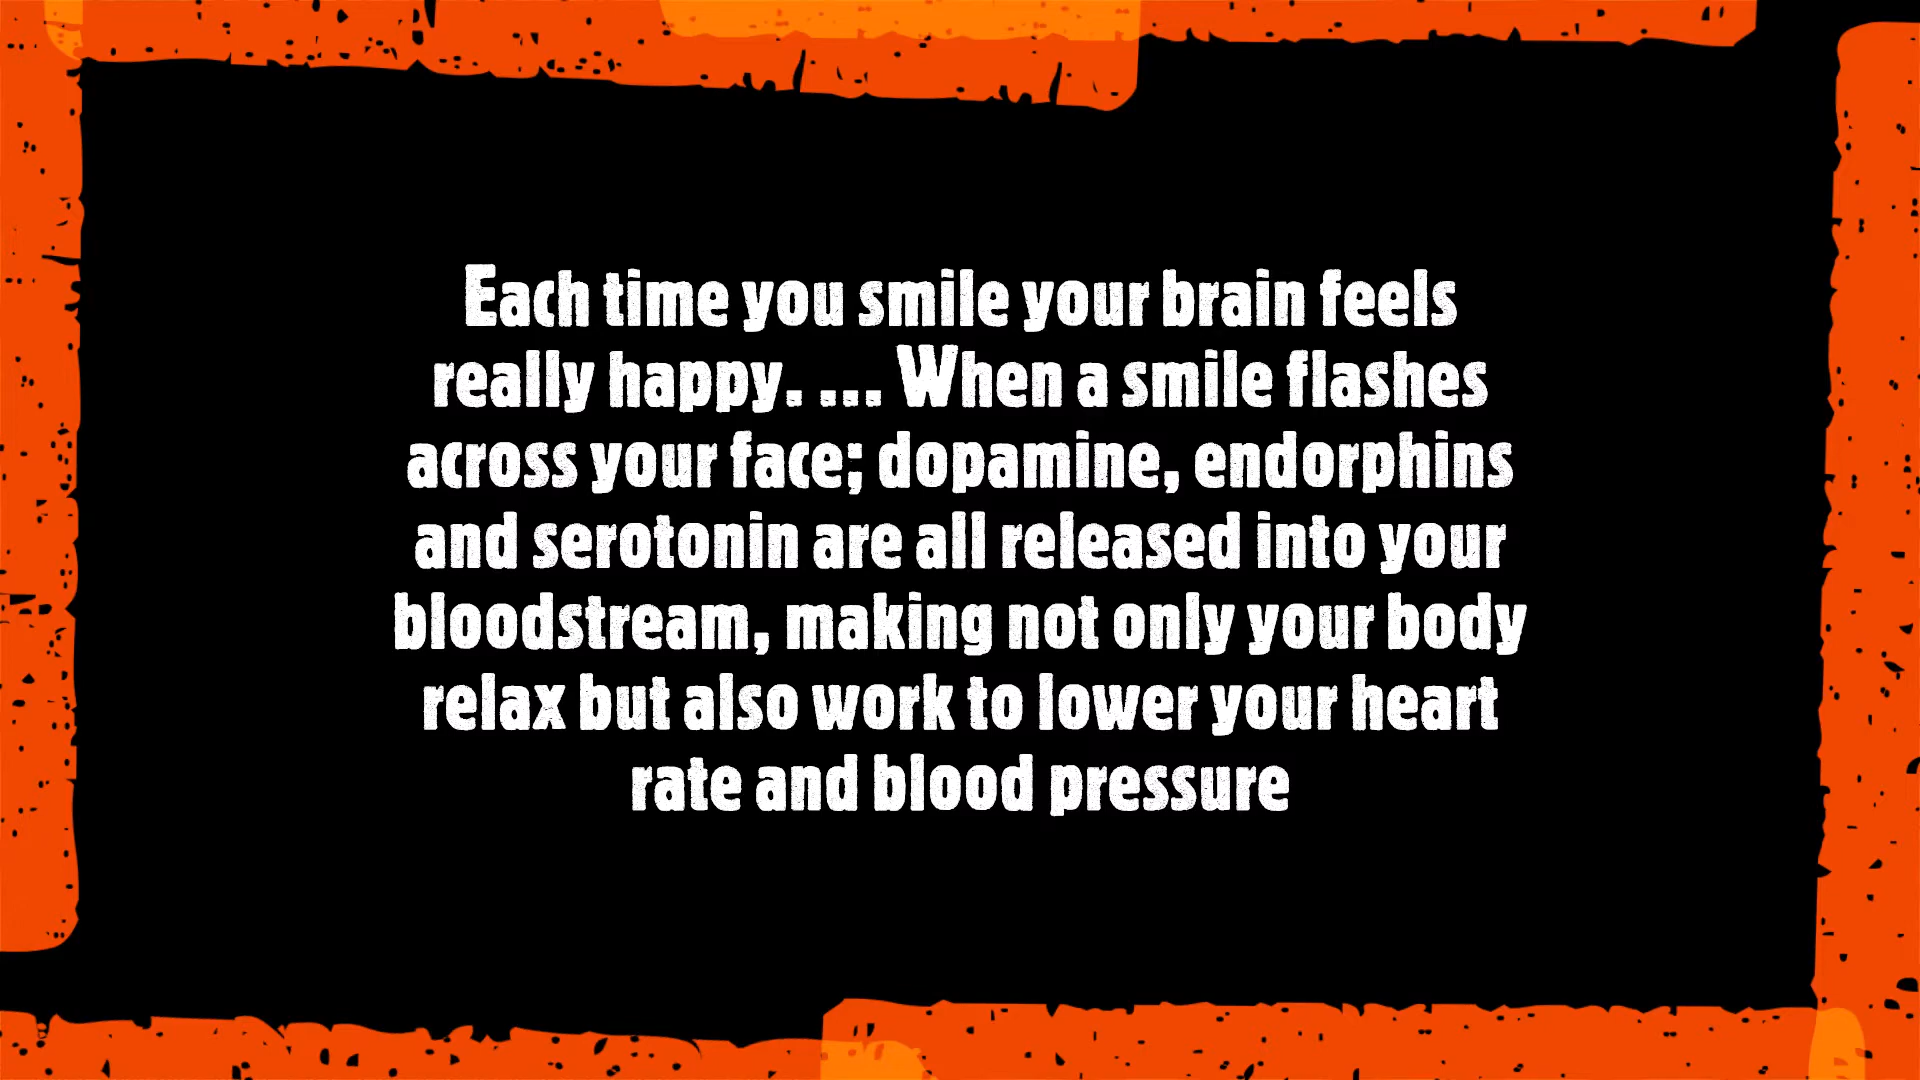 Each time you smile your brain feels
really happy. ... When a smile flashes
across your face; dopamine, endorphins
and serotonin are all released into your
bloodstream, making not only your body
relax but also work to lower your heart
rate and blood pressure